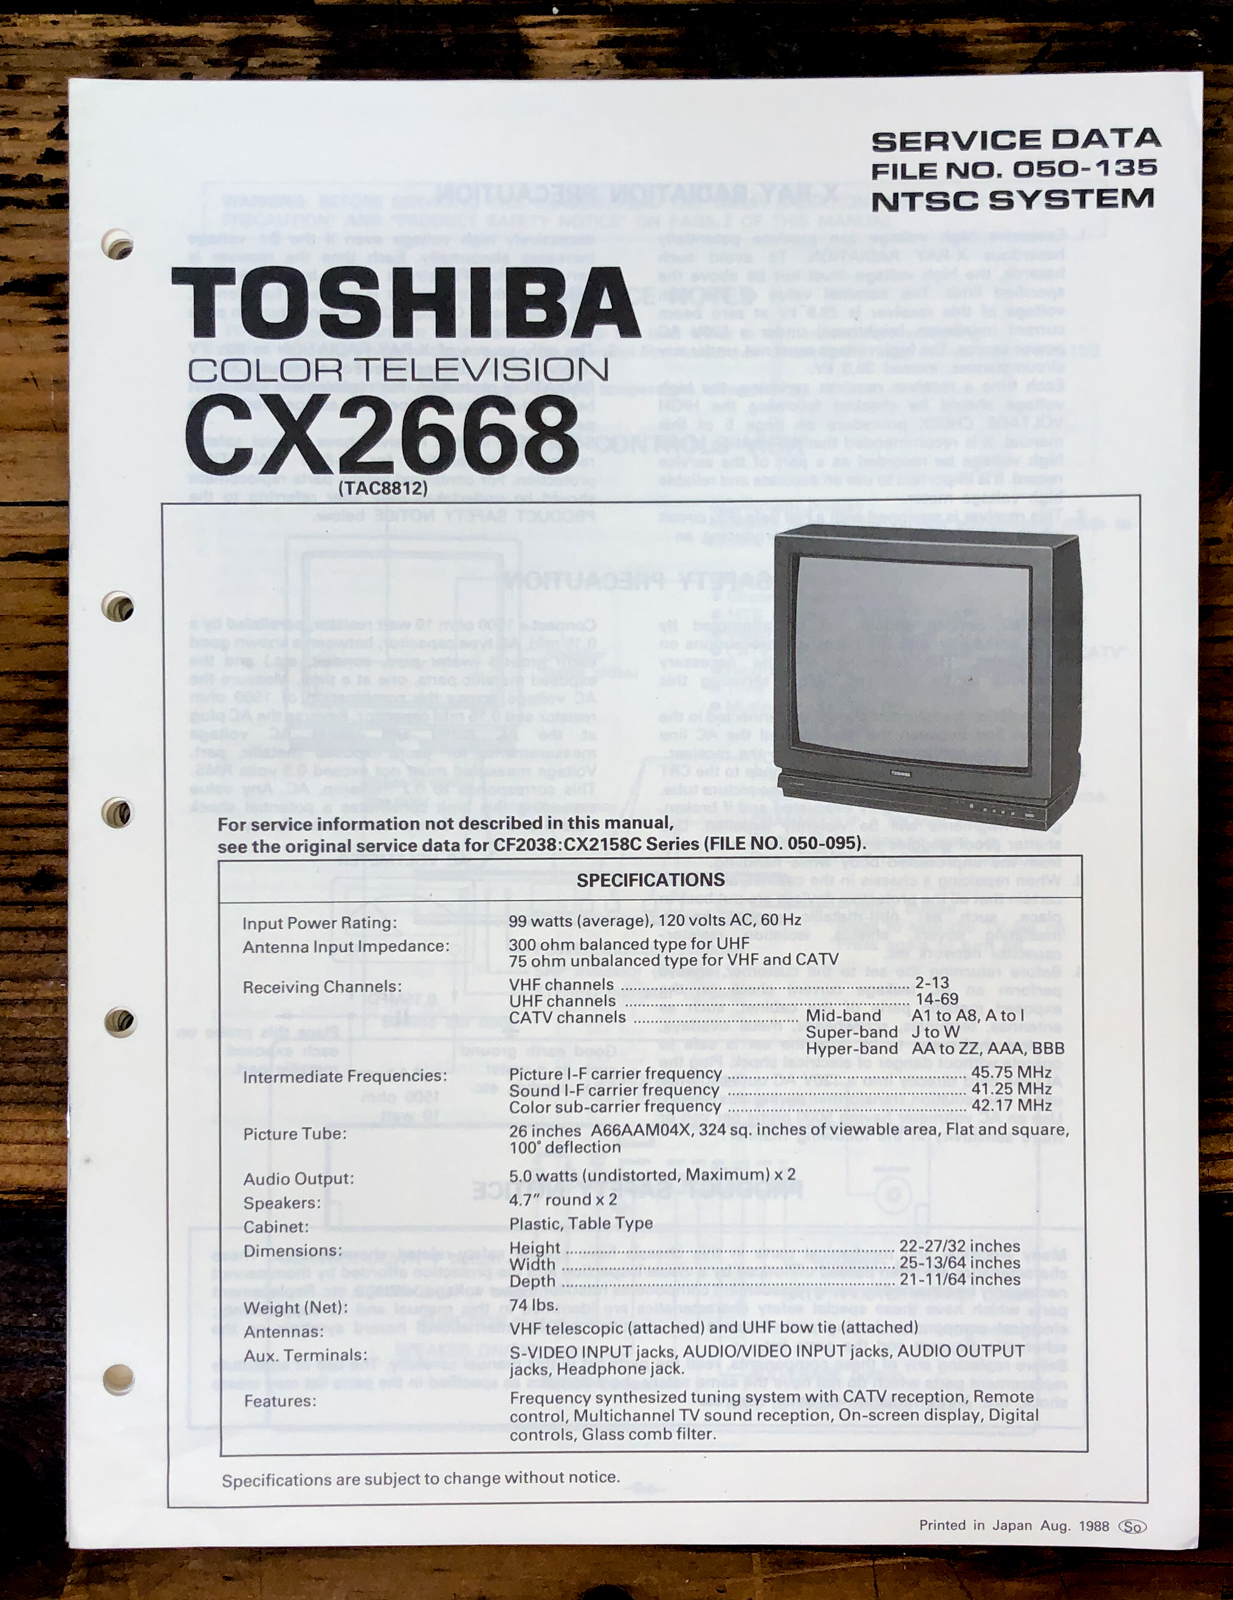 SERVICE DATA
FILE NO. 050-135
NTSC SYSTEM
TOSHIBA
COLOR TELEVISION
CX2668
(TAC8812)
TOSHIBA
For service information not described in this manual,
see the original service data for CF2038:CX2158C Series (FILE NO. 050-095).
SPECIFICATIONS
Input Power Rating: 99 watts (average), 120 volts AC, 60 Hz
Antenna Input Impedance: 300 ohm balanced type for UHF
75 ohm unbalanced type for VHF and CATV
Receiving Channels: VHF channels ........ 2-13
UHF channels ........ 14-69
CATV channels ........ Mid-band A1 to A8, A to I
Super-band J to W
Hyper-band AA to ZZ, AAA, BBB
Intermediate Frequencies: Picture I-F carrier frequency ........ 45.75 MHz
Sound I-F carrier frequency ........ 41.25 MHz
Color sub-carrier frequency ........ 42.17 MHz
Picture Tube: 26 inches A66AAM04X, 324 sq. inches of viewable area, Flat and square,
100° deflection
Audio Output: 5.0 watts (undistorted, Maximum) x 2
Speakers: 4.7" round x 2
Cabinet: Plastic, Table Type
Dimensions: Height ........ 22-27/32 inches
Width ........ 25-13/64 inches
Depth ........ 21-11/64 inches
Weight (Net): 74 lbs.
Antennas: VHF telescopic (attached) and UHF bow tie (attached)
Aux. Terminals: S-VIDEO INPUT jacks, AUDIO/VIDEO INPUT jacks, AUDIO OUTPUT
jacks, Headphone jack.
Features: Frequency synthesized tuning system with CATV reception, Remote
control, Multichannel TV sound reception, On-screen display, Digital
controls, Glass comb filter.
Specifications are subject to change without notice.
Printed in Japan Aug. 1988 So